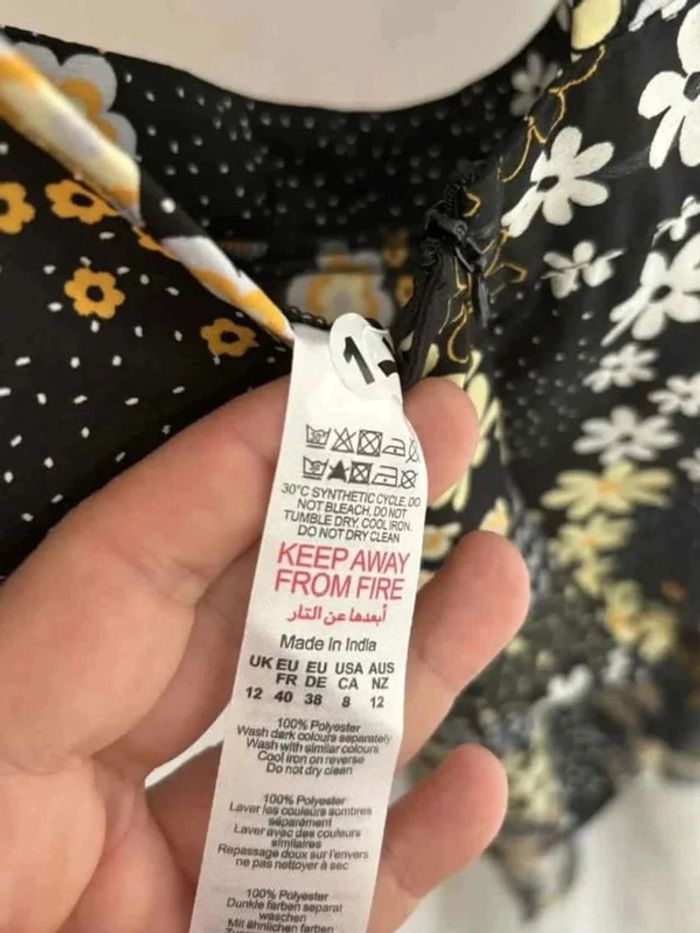 30°C SYNTHETIC CYCLE, DO
NOT BLEACH, DO NOT
TUMBLE DRY, COOL IRON,
DO NOT DRY CLEAN
KEEP AWAY
FROM FIRE
أبعدها عن النار
Made in India
UK EU EU USA AUS
FR DE CA NZ
12 40 38 8 12
100% Polyester
Wash dark colours separately
Wash with similar colours
Cool iron on reverse
Do not dry clean
100% Polyester
Laver les couleurs sombres
séparément
Laver avec des couleurs
similaires
Repassage doux sur l'envers
ne pas nettoyer à sec
100% Polyester
Dunkle farben separat
waschen
Mit ähnlichen farben